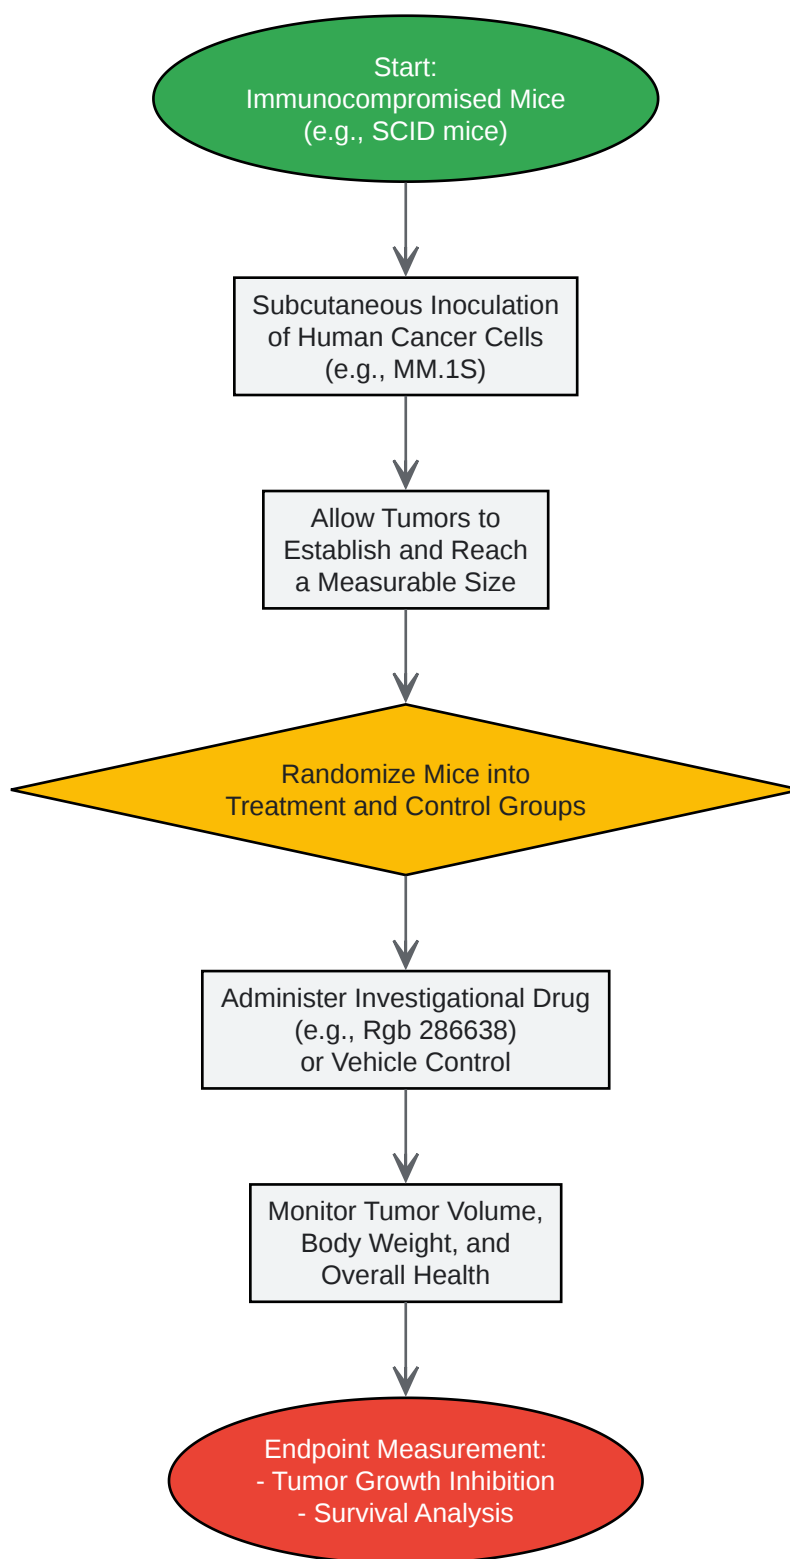 Start:
Immunocompromised Mice
(e.g., SCID mice)
Subcutaneous Inoculation
of Human Cancer Cells
(e.g., MM.1S)
Allow Tumors to
Establish and Reach
a Measurable Size
Randomize Mice into
Treatment and Control Groups
Administer Investigational Drug
(e.g., Rgb 286638)
or Vehicle Control
Monitor Tumor Volume,
Body Weight, and
Overall Health
Endpoint Measurement:
- Tumor Growth Inhibition
- Survival Analysis